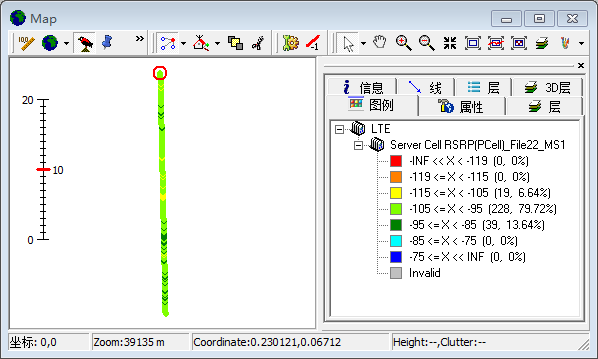 Map
20
10
0
信息
线
层
3D层
图例
属性
层
LTE
Server Cell RSRP(PCell)_File22_MS1
-INF << X < -119 (0, 0%)
-119 <= X < -115 (0, 0%)
-115 <= X < -105 (19, 6.64%)
-105 <= X < -95 (228, 79.72%)
-95 <= X < -85 (39, 13.64%)
-85 <= X < -75 (0, 0%)
-75 <= X << INF (0, 0%)
Invalid
坐标: 0,0
Zoom:39135 m
Coordinate:0.230121,0.06712
Height:--,Clutter:--